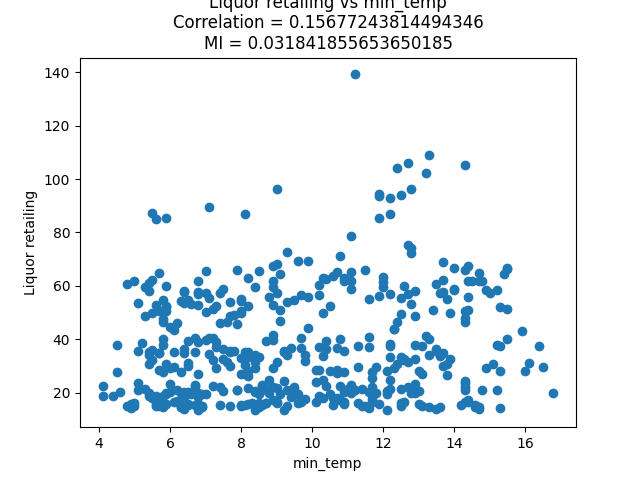 Liquor retailing vs min_temp
Correlation = 0.15677243814494346
MI = 0.031841855653650185
140
120
100
80
60
40
20
Liquor retailing
4 6 8 10 12 14 16
min_temp